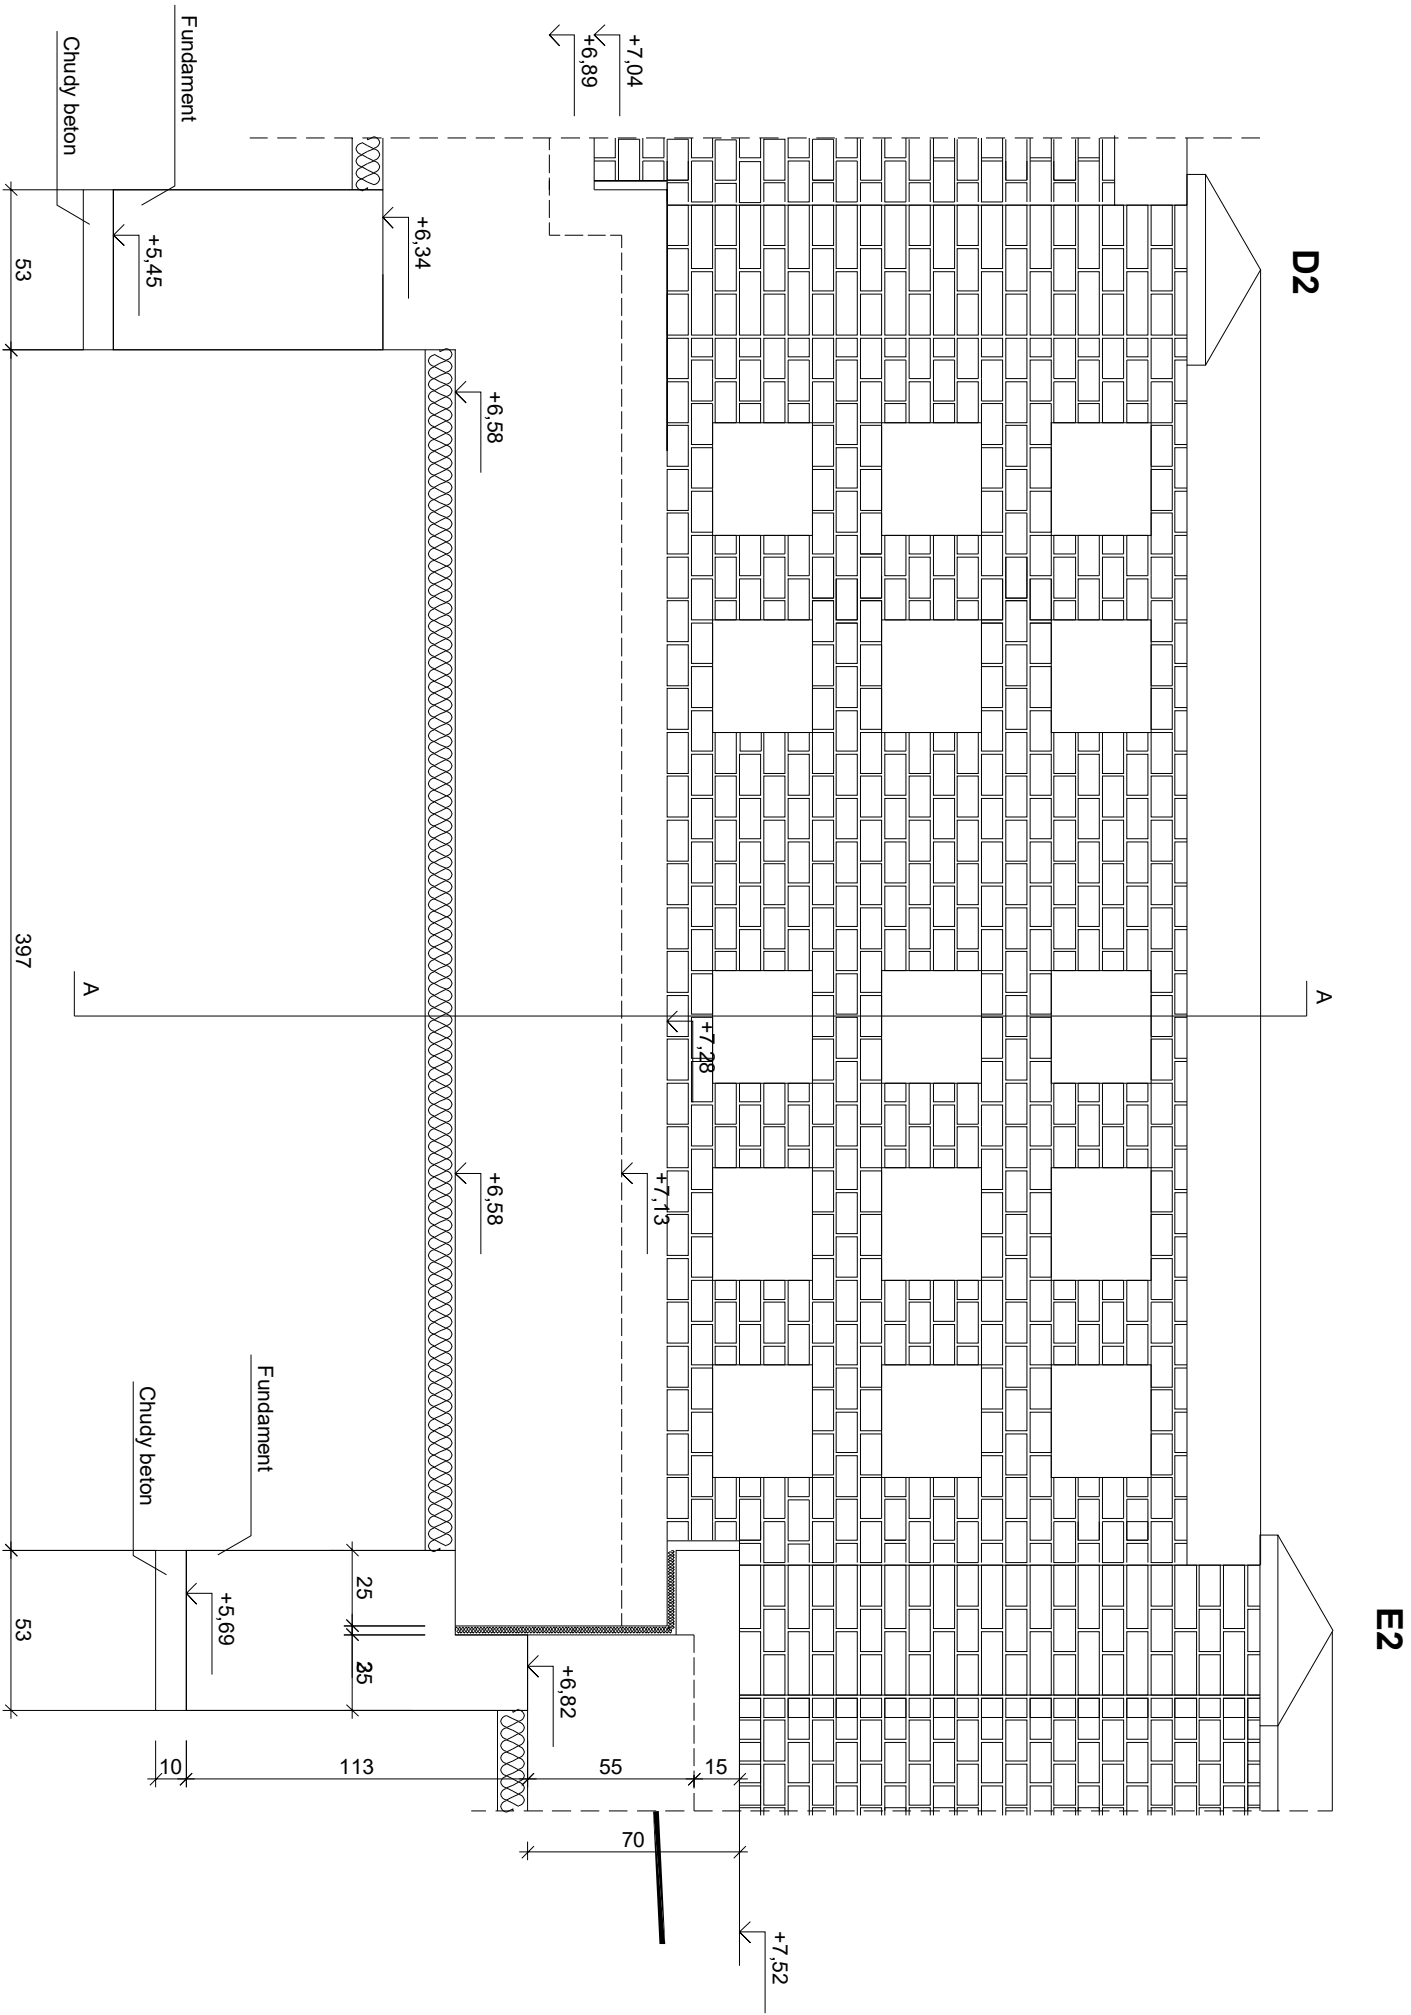 D2
E2
+7,04
+6,89
Fundament
Chudy beton
+6,34
+5,45
53
+6,58
397
A
A
+7,28
+7,13
+6,58
Fundament
Chudy beton
25
+5,69
53
+6,82
10
113
55
15
70
+7,52